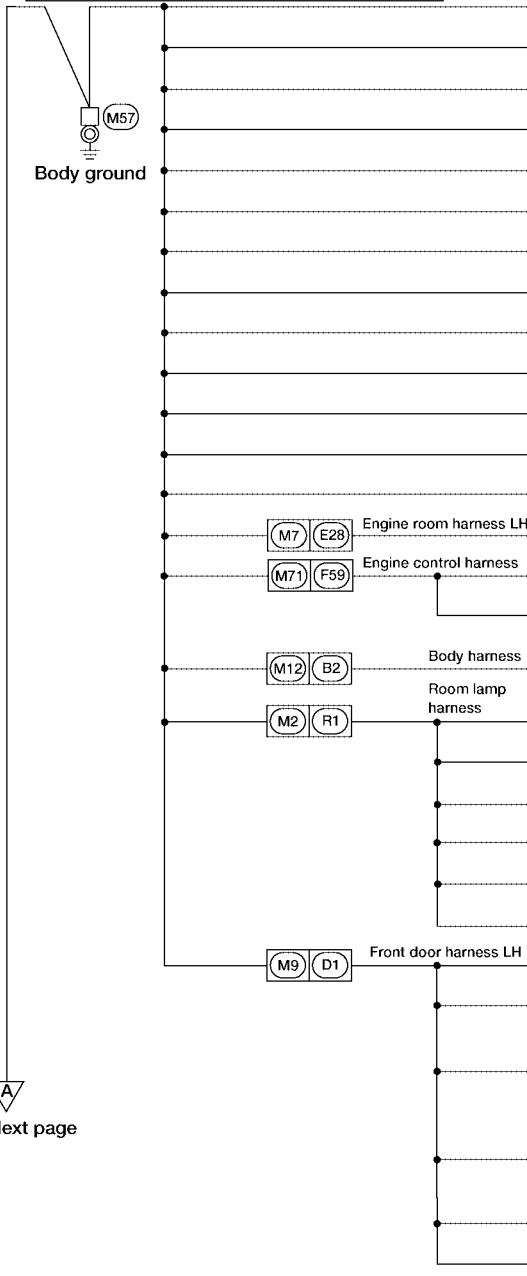 M57
Body ground
M7 E28 Engine room harness LH
M71 F59 Engine control harness
M12 B2 Body harness
Room lamp
harness
M2 R1
M9 D1 Front door harness LH
A
page